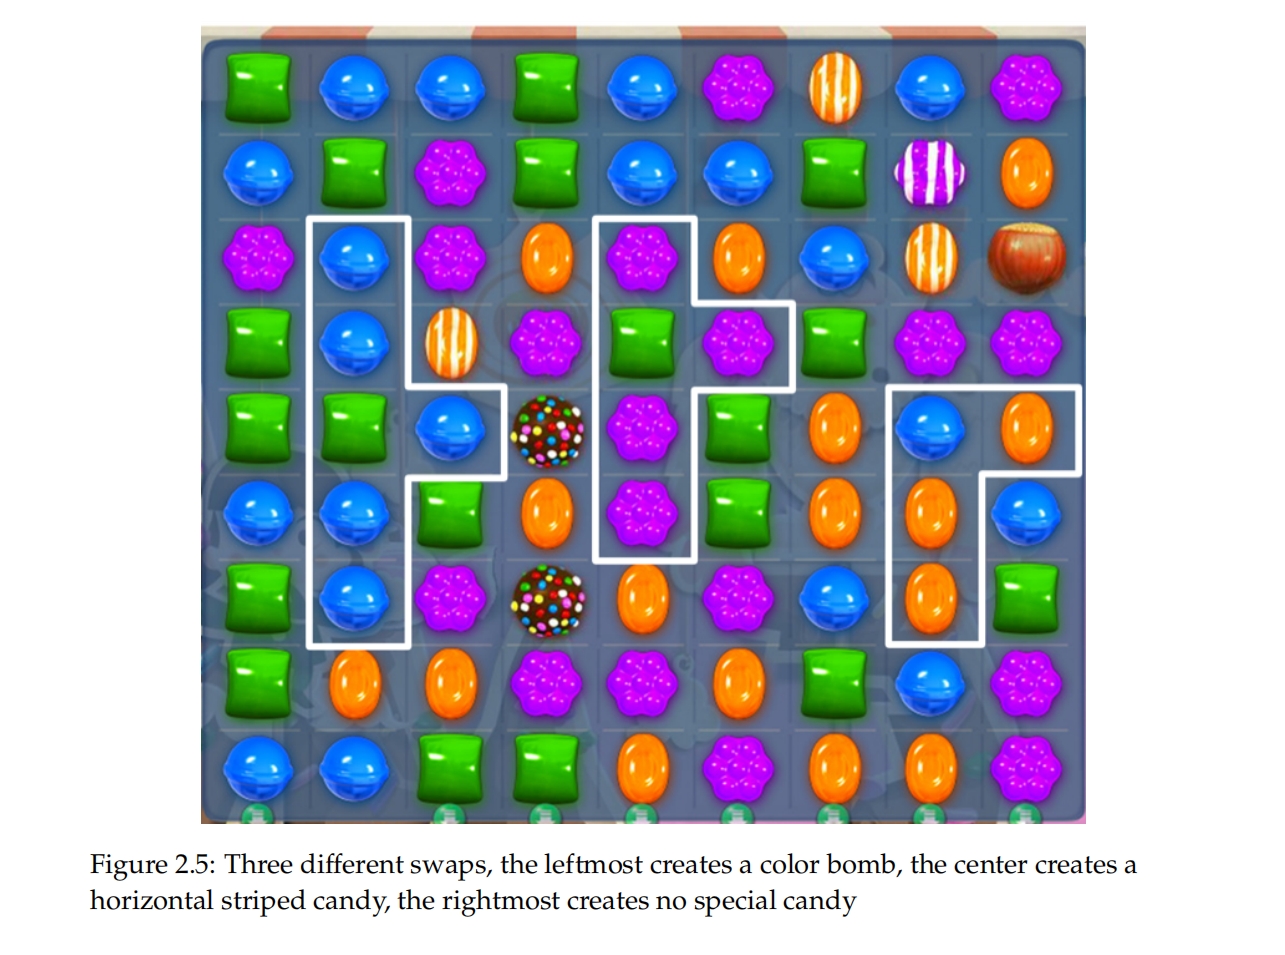 Figure 2.5: Three different swaps, the leftmost creates a color bomb, the center creates a
horizontal striped candy, the rightmost creates no special candy